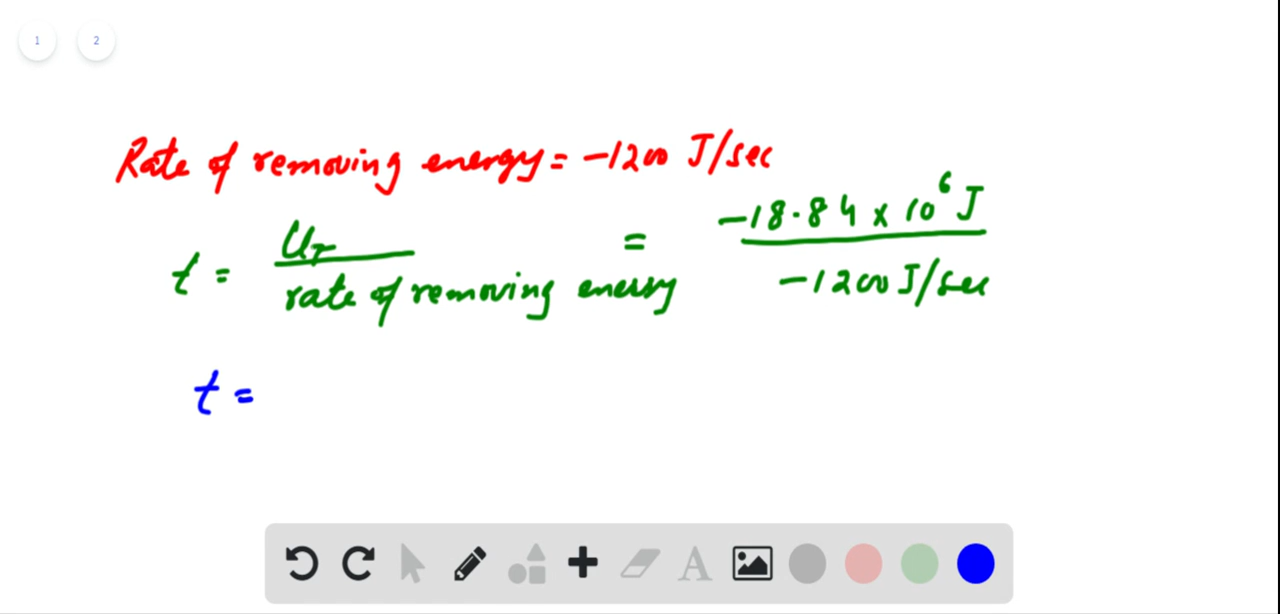 1 2
Rate of removing energy = -1200 J/sec
t = U_T / rate of removing energy = -18.84 x 10^6 J / -1200 J/sec
t =
A